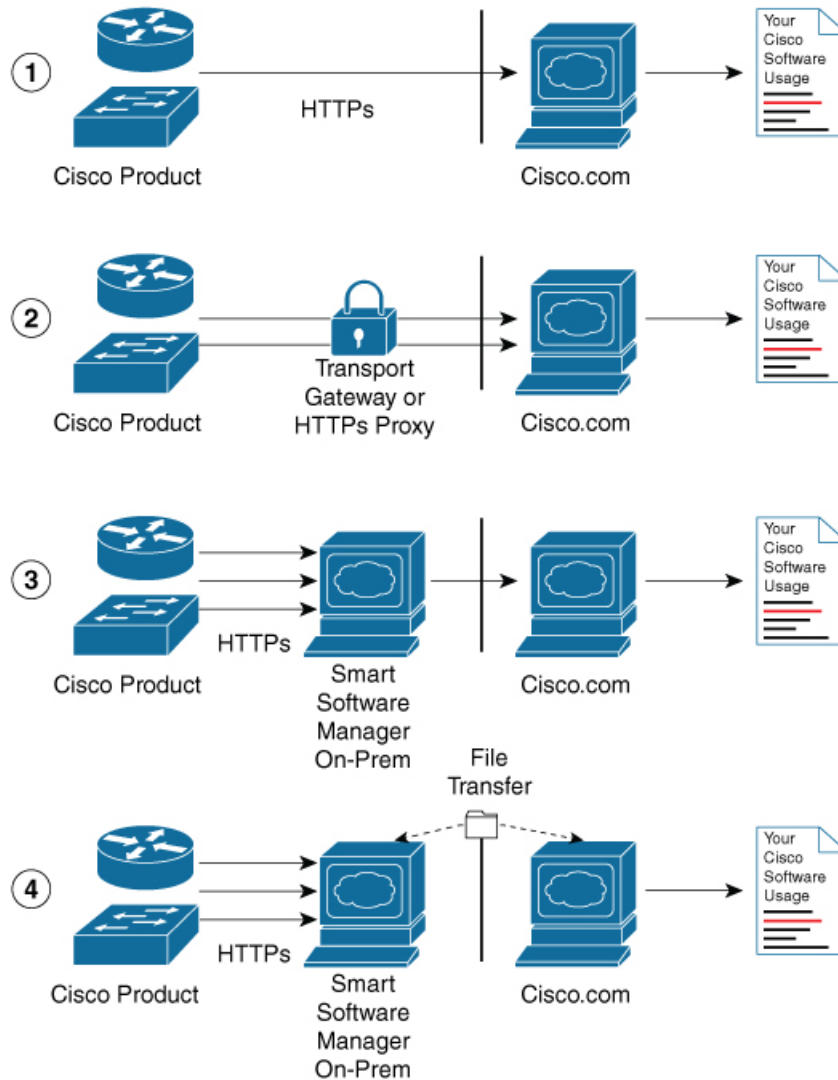 1
HTTPs
Cisco Product
Cisco.com
Your
Cisco
Software
Usage
2
Transport
Gateway or
HTTPs Proxy
Cisco Product
Cisco.com
Your
Cisco
Software
Usage
3
HTTPs
Cisco Product
Smart
Software
Manager
On-Prem
Cisco.com
Your
Cisco
Software
Usage
File
Transfer
4
HTTPs
Cisco Product
Smart
Software
Manager
On-Prem
Cisco.com
Your
Cisco
Software
Usage